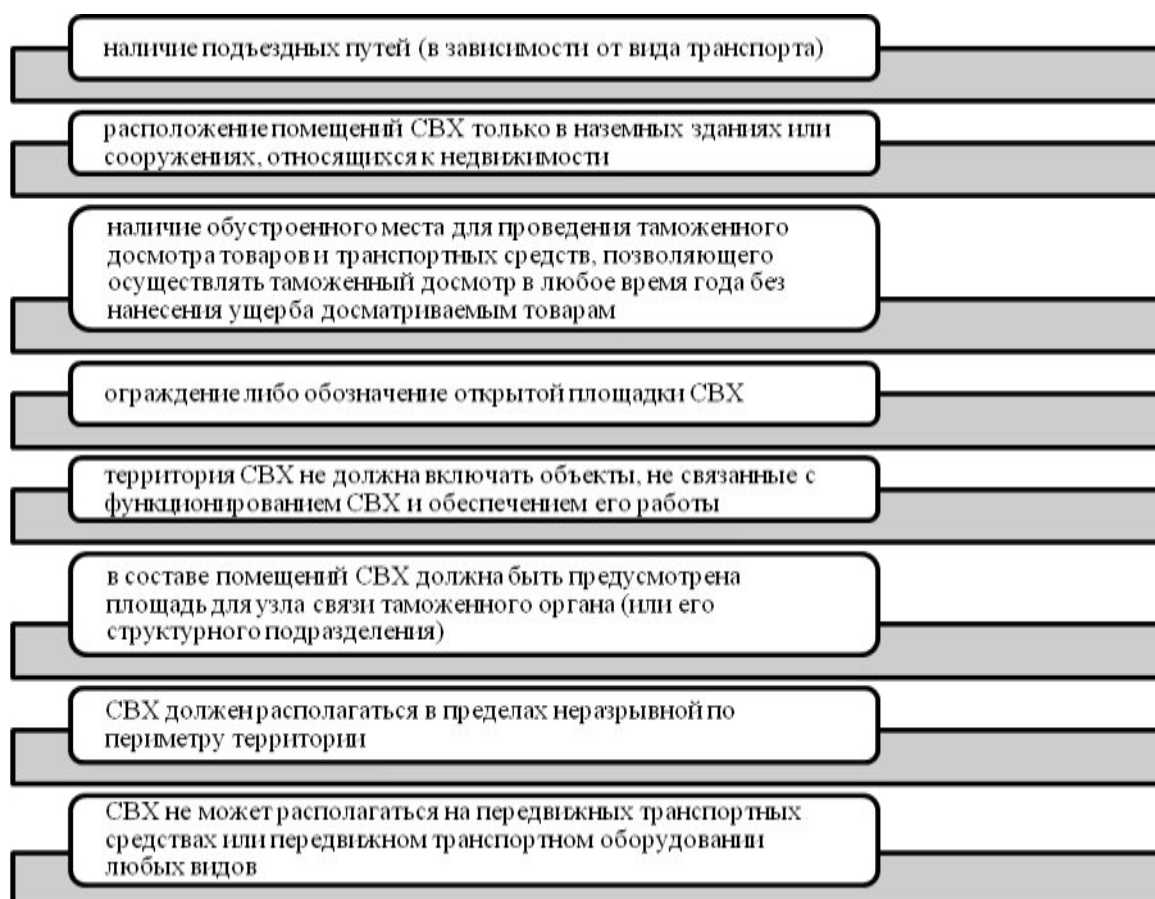 наличие подъездных путей (в зависимости от вида транспорта)
расположение помещений СВХ только в наземных зданиях или
сооружениях, относящихся к недвижимости
наличие обустроенного места для проведения таможенного
досмотра товаров и транспортных средств, позволяющего
осуществлять таможенный досмотр в любое время года без
нанесения ущерба досматриваемым товарам
ограждение либо обозначение открытой площадки СВХ
территория СВХ не должна включать объекты, не связанные с
функционированием СВХ и обеспечением его работы
в составе помещений СВХ должна быть предусмотрена
площадь для узла связи таможенного органа (или его
структурного подразделения)
СВХ должен располагаться в пределах неразрывной по
периметру территории
СВХ не может располагаться на передвижных транспортных
средствах или передвижном транспортном оборудовании
любых видов